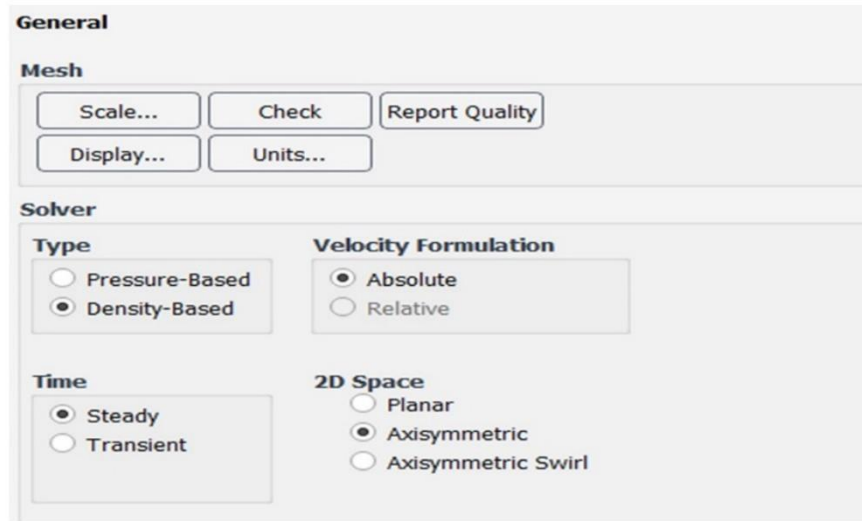 General
Mesh
Scale... Check Report Quality
Display... Units...
Solver
Type Velocity Formulation
Pressure-Based Absolute
Density-Based Relative
Time 2D Space
Steady Planar
Transient Axisymmetric
Axisymmetric Swirl